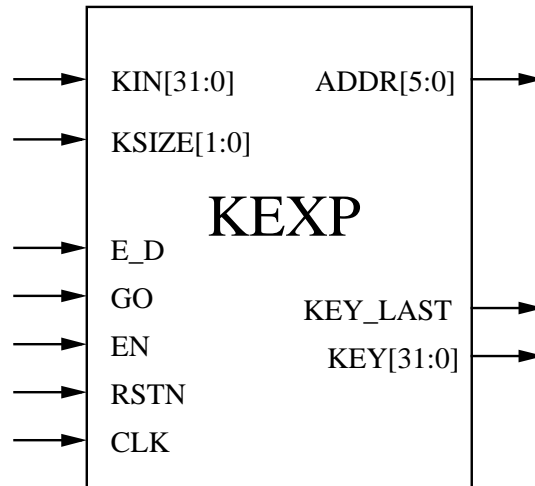 KIN[31:0] ADDR[5:0]
KSIZE[1:0]
KEXP
E_D
GO
KEY_LAST
EN
KEY[31:0]
RSTN
CLK